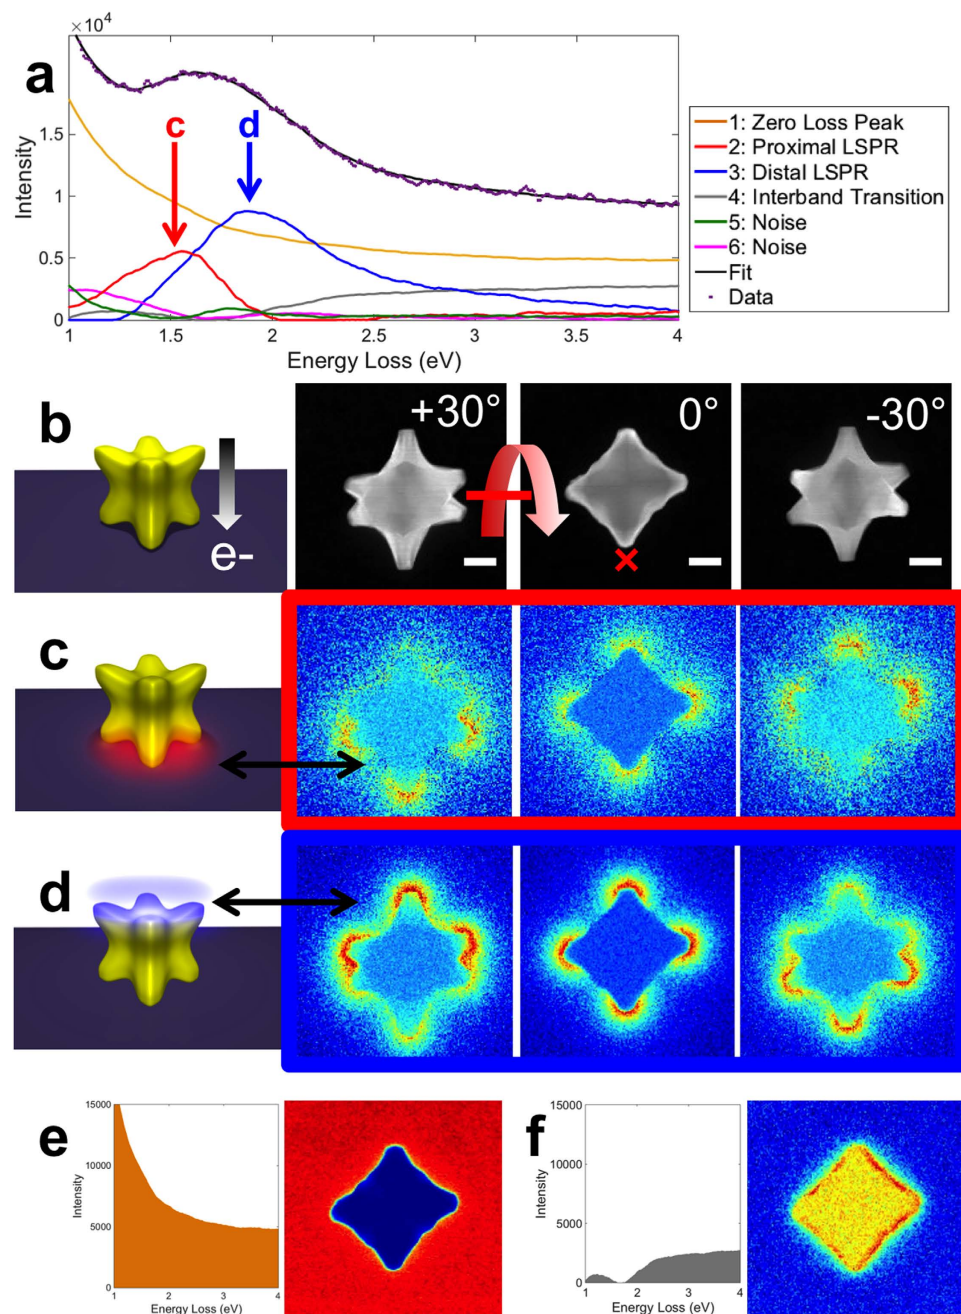 ×10⁴
a
c
d
1.5
1
0.5
0
Intensity
1
1.5
2
2.5
3
3.5
4
Energy Loss (eV)
1: Zero Loss Peak
2: Proximal LSPR
3: Distal LSPR
4: Interband Transition
5: Noise
6: Noise
Fit
Data
b
e-
+30°
0°
-30°
c
d
e
15000
10000
5000
0
Intensity
1
2
3
4
Energy Loss (eV)
f
15000
10000
5000
0
Intensity
1
2
3
4
Energy Loss (eV)